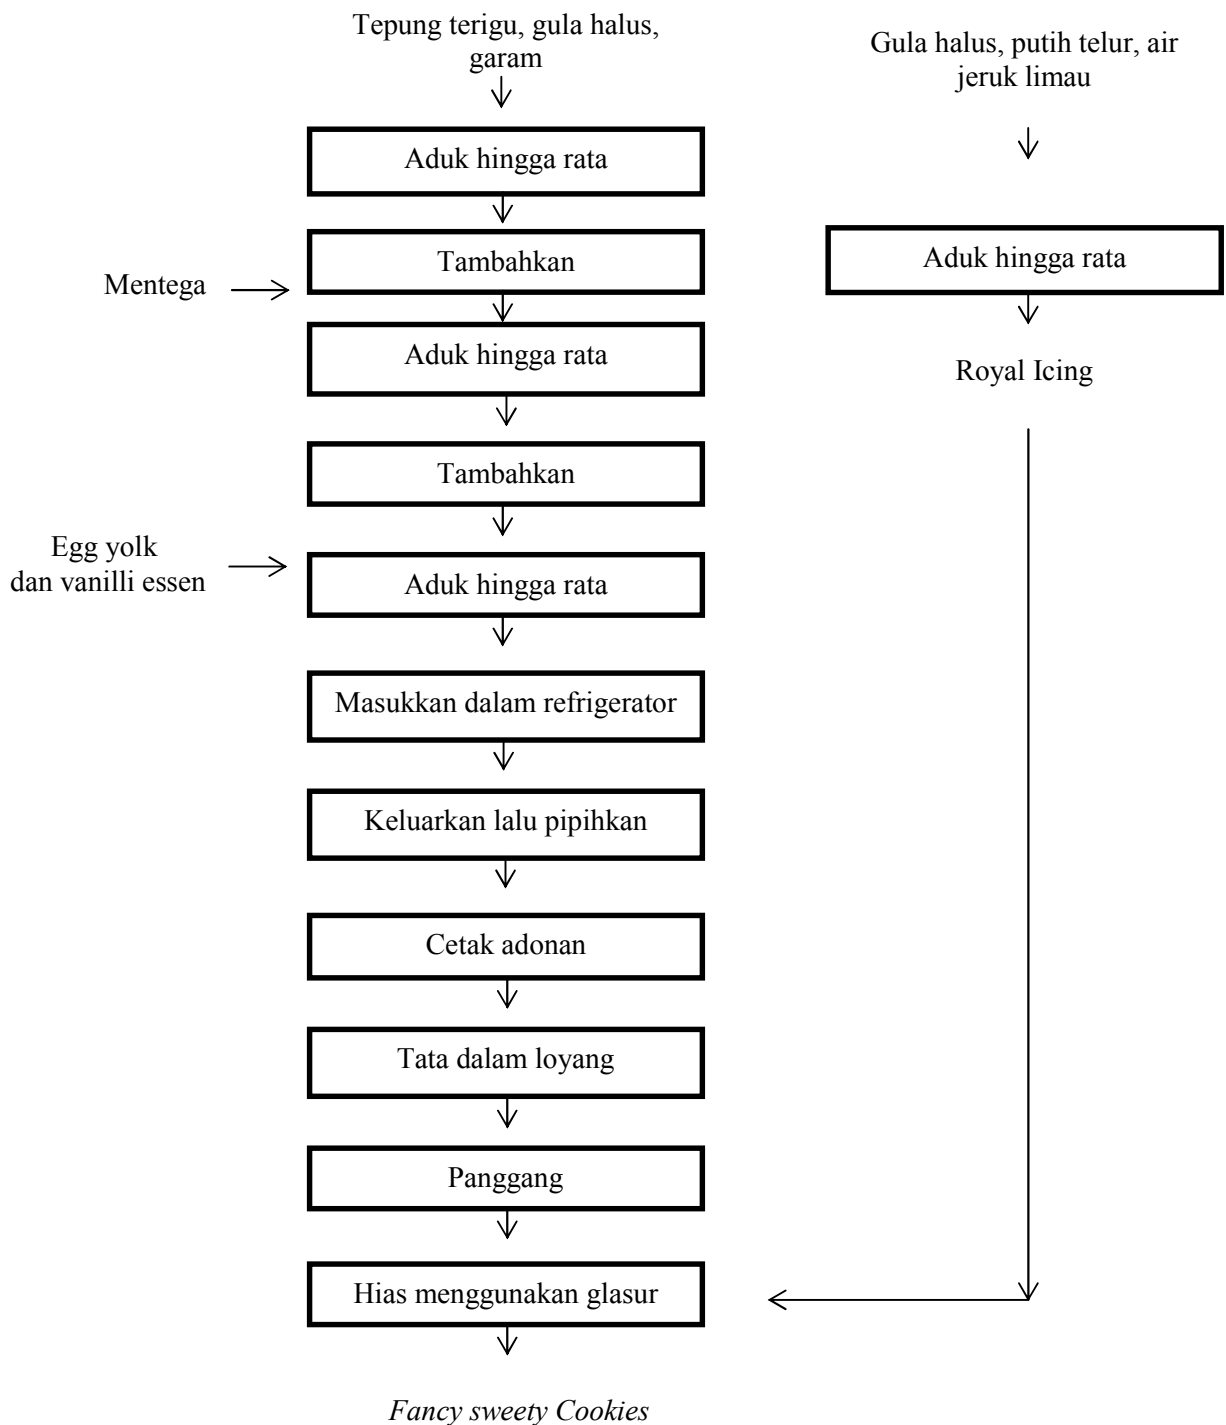 Tepung terigu, gula halus,
garam
Gula halus, putih telur, air
jeruk limau
Aduk hingga rata
Tambahkan
Mentega
Aduk hingga rata
Aduk hingga rata
Royal Icing
Tambahkan
Egg yolk
dan vanilli essen
Aduk hingga rata
Masukkan dalam refrigerator
Keluarkan lalu pipihkan
Cetak adonan
Tata dalam loyang
Panggang
Hias menggunakan glasur
Fancy sweety Cookies